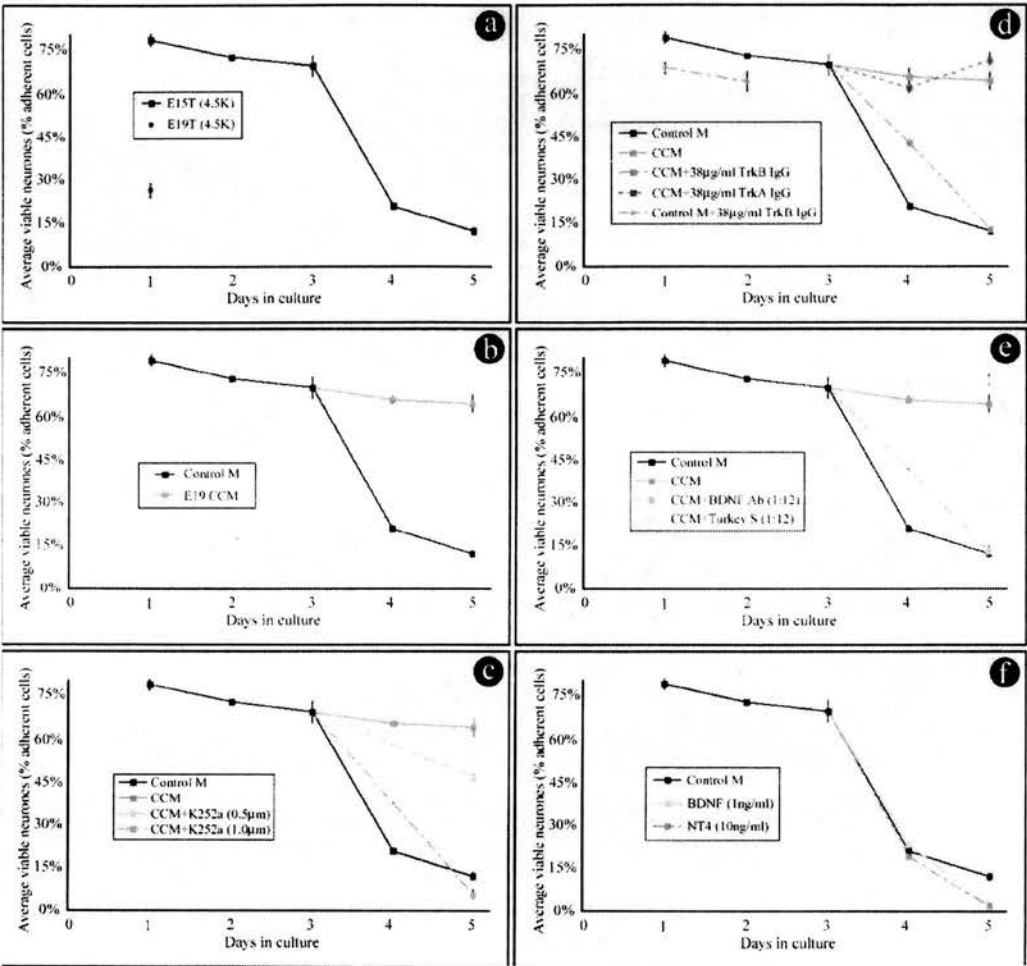 a
Average viable neurones (% adherent cells)
75%
60%
45%
30%
15%
0%
E15T (4.5K)
E19T (4.5K)
0 1 2 3 4 5
Days in culture
b
Average viable neurones (% adherent cells)
75%
60%
45%
30%
15%
0%
Control M
E19 CCM
0 1 2 3 4 5
Days in culture
c
Average viable neurones (% adherent cells)
75%
60%
45%
30%
15%
0%
Control M
CCM
CCM+K252a (0.5µm)
CCM+K252a (1.0µm)
0 1 2 3 4 5
Days in culture
d
Average viable neurones (% adherent cells)
75%
60%
45%
30%
15%
0%
Control M
CCM
CCM+38µg/ml TrkB IgG
CCM+38µg/ml TrkA IgG
Control M+38µg/ml TrkB IgG
0 1 2 3 4 5
Days in culture
e
Average viable neurones (% adherent cells)
75%
60%
45%
30%
15%
0%
Control M
CCM
CCM+BDNF Ab (1:12)
CCM+Turkey S (1:12)
0 1 2 3 4 5
Days in culture
f
Average viable neurones (% adherent cells)
75%
60%
45%
30%
15%
0%
Control M
BDNF (1ng/ml)
NT4 (10ng/ml)
0 1 2 3 4 5
Days in culture